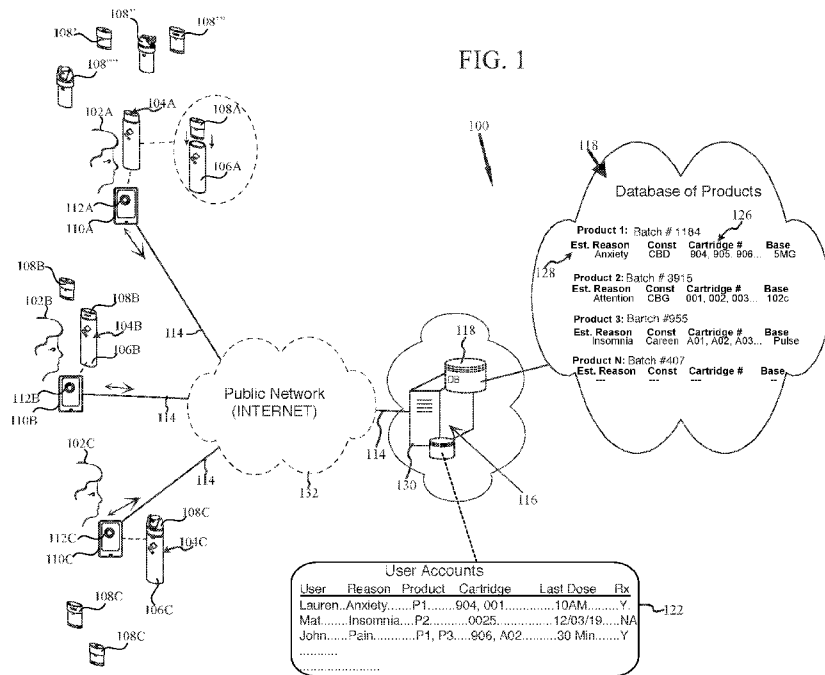 FIG. 1
108'
108''
108'''
108''''
104A
108A
102A
106A
112A
110A
100
118
Database of Products
126
Product 1: Batch # 1184
Est. Reason Const Cartridge # Base
Anxiety CBD 904, 905, 906... 5MG
128
Product 2: Batch # 3915
Est. Reason Const Cartridge # Base
Attention CBG 001, 002, 003... 102c
Product 3: Bartch #955
Est. Reason Const Cartridge # Base
Insomnia Careen A01, A02, A03... Pulse
Product N: Batch #407
Est. Reason Const Cartridge # Base
--- --- --- --
108B
102B
108B
104B
106B
112B
110B
114
114
114
Public Network
(INTERNET)
132
118
DB
114
130
116
102C
112C
110C
108C
104C
106C
108C
108C
User Accounts
User Reason Product Cartridge Last Dose Rx
Lauren..Anxiety......P1......904, 001..........10AM.......Y
Mat......Insomnia...P2.......0025..............12/03/19...NA
John.....Pain.........P1, P3....906, A02........30 Min....Y
..........
.....................
122